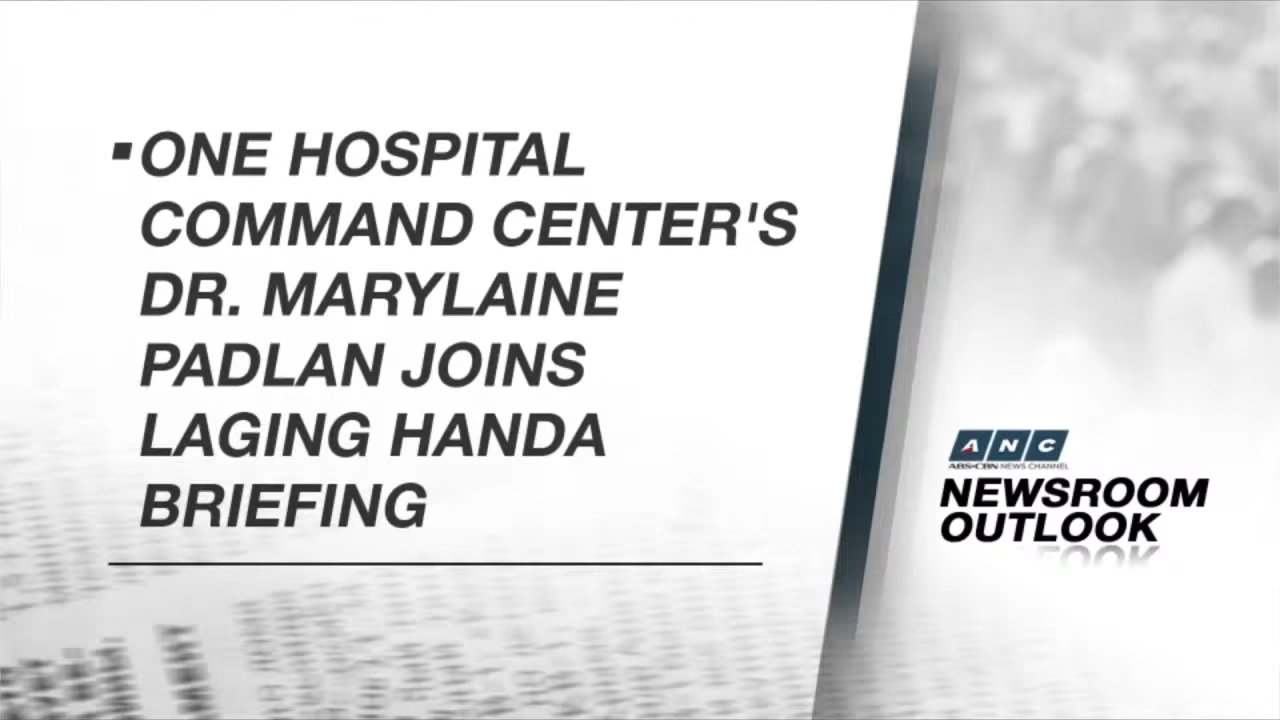 ONE HOSPITAL
COMMAND CENTER'S
DR. MARYLAINE
PADLAN JOINS
LAGING HANDA
BRIEFING
ANC
ABS-CBN NEWS CHANNEL
NEWSROOM
OUTLOOK